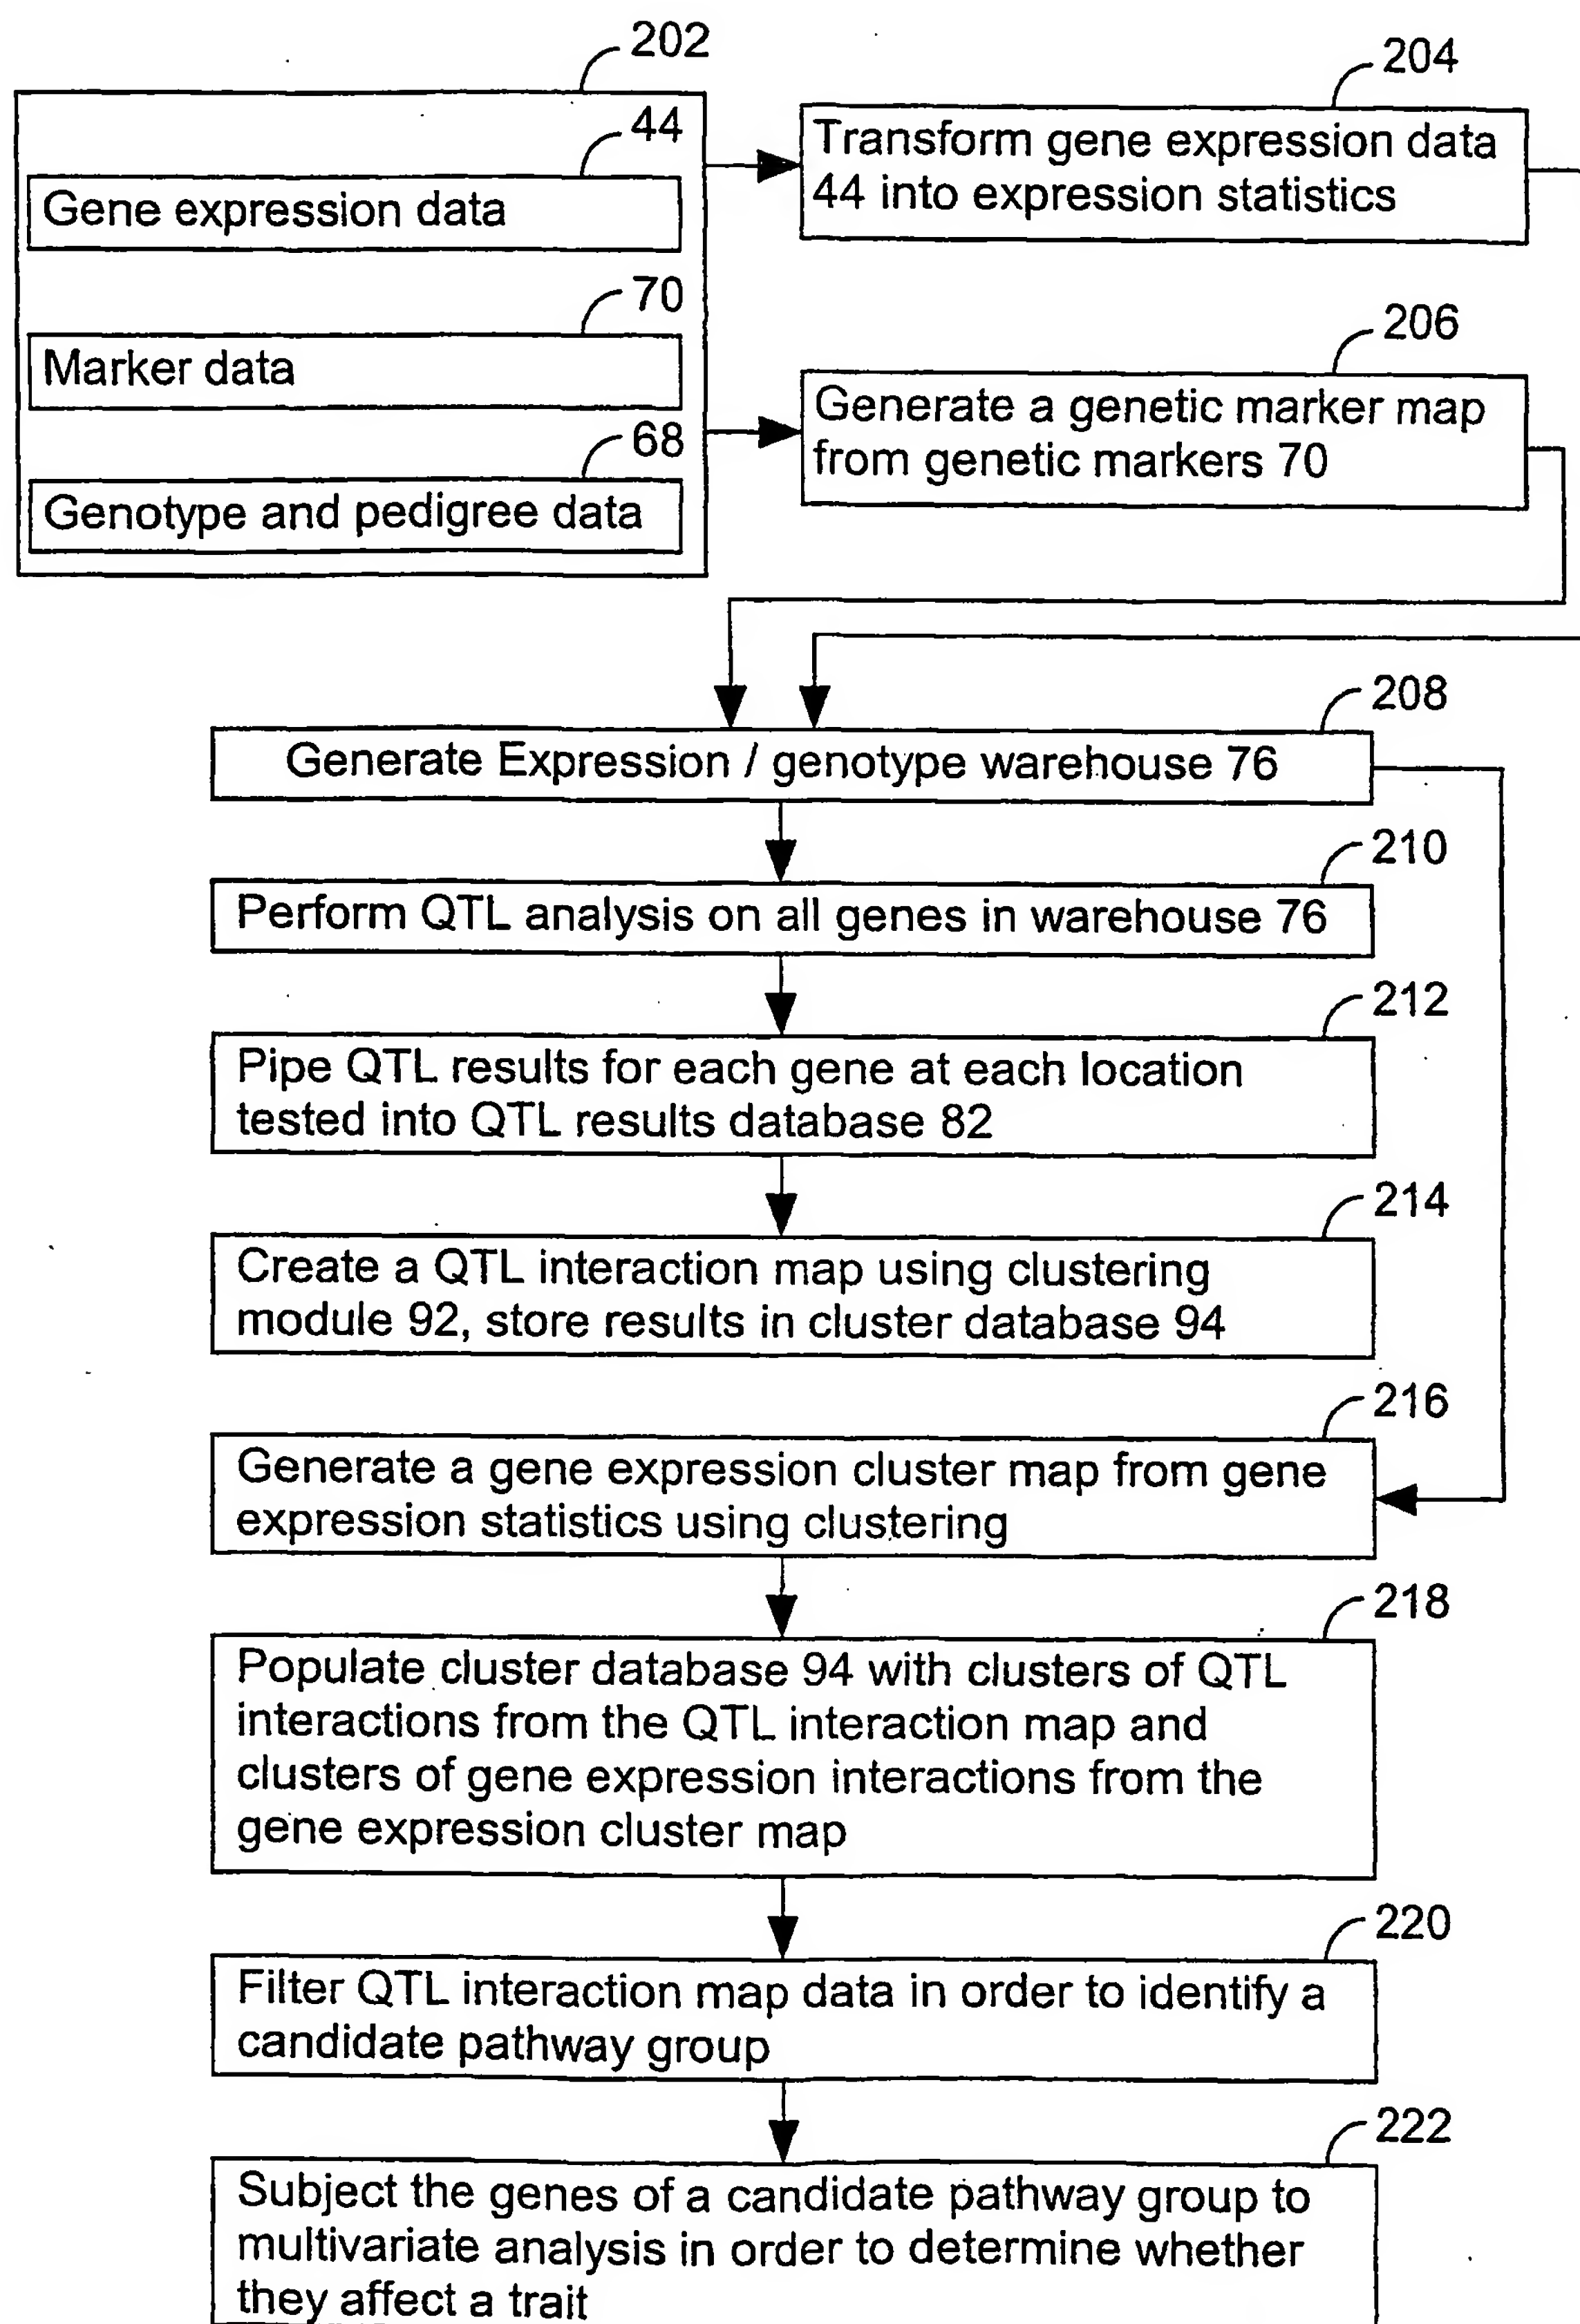 202
44
Gene expression data
70
Marker data
68
Genotype and pedigree data
204
Transform gene expression data
44 into expression statistics
206
Generate a genetic marker map
from genetic markers 70
208
Generate Expression / genotype warehouse 76
210
Perform QTL analysis on all genes in warehouse 76
212
Pipe QTL results for each gene at each location
tested into QTL results database 82
214
Create a QTL interaction map using clustering
module 92, store results in cluster database 94
216
Generate a gene expression cluster map from gene
expression statistics using clustering
218
Populate cluster database 94 with clusters of QTL
interactions from the QTL interaction map and
clusters of gene expression interactions from the
gene expression cluster map
220
Filter QTL interaction map data in order to identify a
candidate pathway group
222
Subject the genes of a candidate pathway group to
multivariate analysis in order to determine whether
they affect a trait